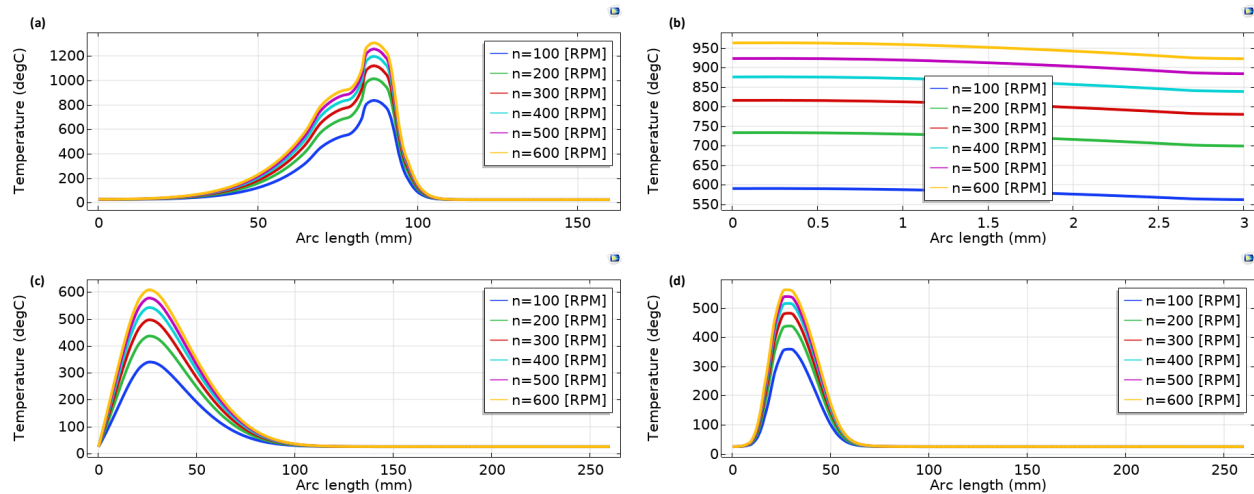 (a)
Temperature (degC)
1200
1000
800
600
400
200
0
n=100 [RPM]
n=200 [RPM]
n=300 [RPM]
n=400 [RPM]
n=500 [RPM]
n=600 [RPM]
0 50 100 150
Arc length (mm)
(b)
Temperature (degC)
950
900
850
800
750
700
650
600
550
n=100 [RPM]
n=200 [RPM]
n=300 [RPM]
n=400 [RPM]
n=500 [RPM]
n=600 [RPM]
0 0.5 1 1.5 2 2.5 3
Arc length (mm)
(c)
Temperature (degC)
600
500
400
300
200
100
0
n=100 [RPM]
n=200 [RPM]
n=300 [RPM]
n=400 [RPM]
n=500 [RPM]
n=600 [RPM]
0 50 100 150 200 250
Arc length (mm)
(d)
Temperature (degC)
500
400
300
200
100
0
n=100 [RPM]
n=200 [RPM]
n=300 [RPM]
n=400 [RPM]
n=500 [RPM]
n=600 [RPM]
0 50 100 150 200 250
Arc length (mm)